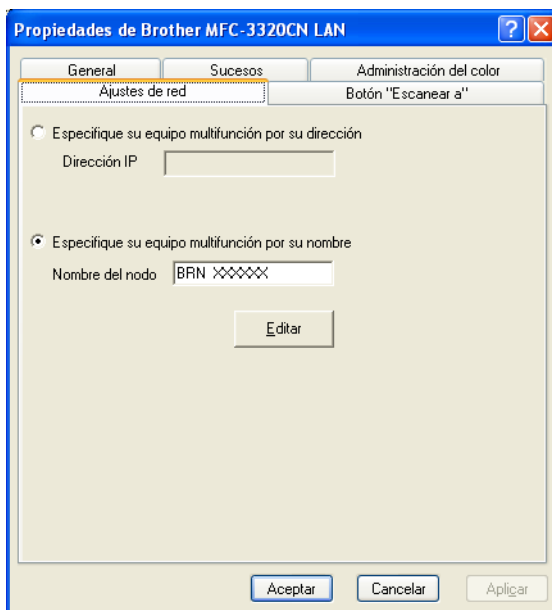 Propiedades de Brother MFC-3320CN LAN
General Sucesos Administración del color
Ajustes de red Botón "Escanear a"
Especifique su equipo multifunción por su dirección
Dirección IP
Especifique su equipo multifunción por su nombre
Nombre del nodo BRN XXXXXX
Editar
Aceptar Cancelar Aplicar